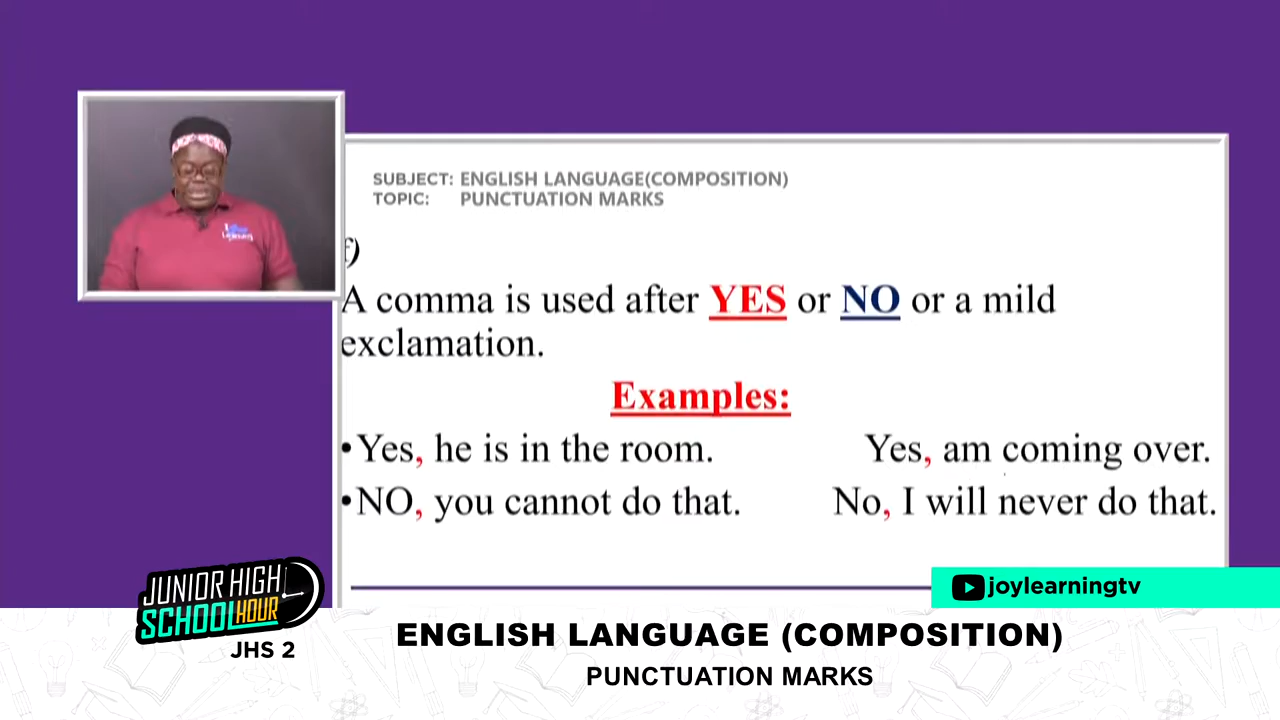 SUBJECT: ENGLISH LANGUAGE(COMPOSITION)
TOPIC: PUNCTUATION MARKS
f)
A comma is used after YES or NO or a mild
exclamation.
Examples:
•Yes, he is in the room. Yes, am coming over.
•NO, you cannot do that. No, I will never do that.
joylearningtv
JUNIOR HIGH
SCHOOL HOUR
JHS 2
ENGLISH LANGUAGE (COMPOSITION)
PUNCTUATION MARKS